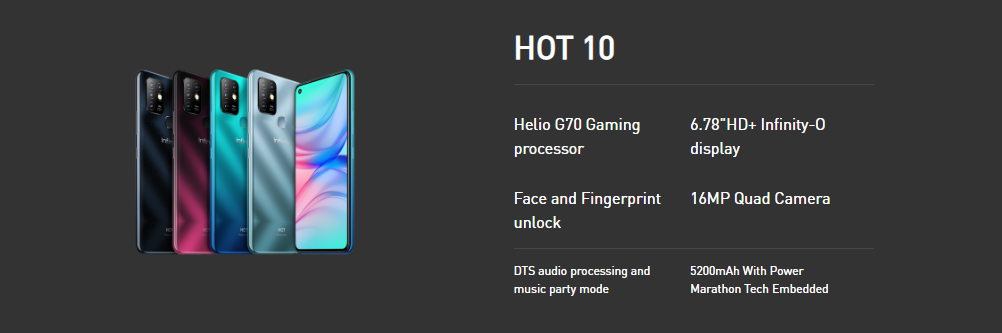 HOT 10
Helio G70 Gaming
processor
6.78"HD+ Infinity-O
display
Face and Fingerprint
unlock
16MP Quad Camera
DTS audio processing and
music party mode
5200mAh With Power
Marathon Tech Embedded
HOT